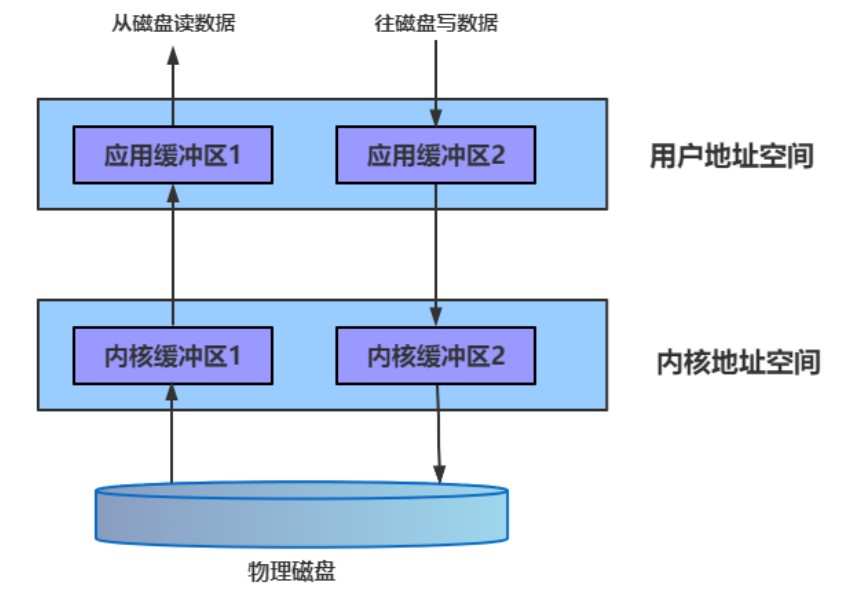 从磁盘读数据
往磁盘写数据
应用缓冲区1
应用缓冲区2
用户地址空间
内核缓冲区1
内核缓冲区2
内核地址空间
物理磁盘